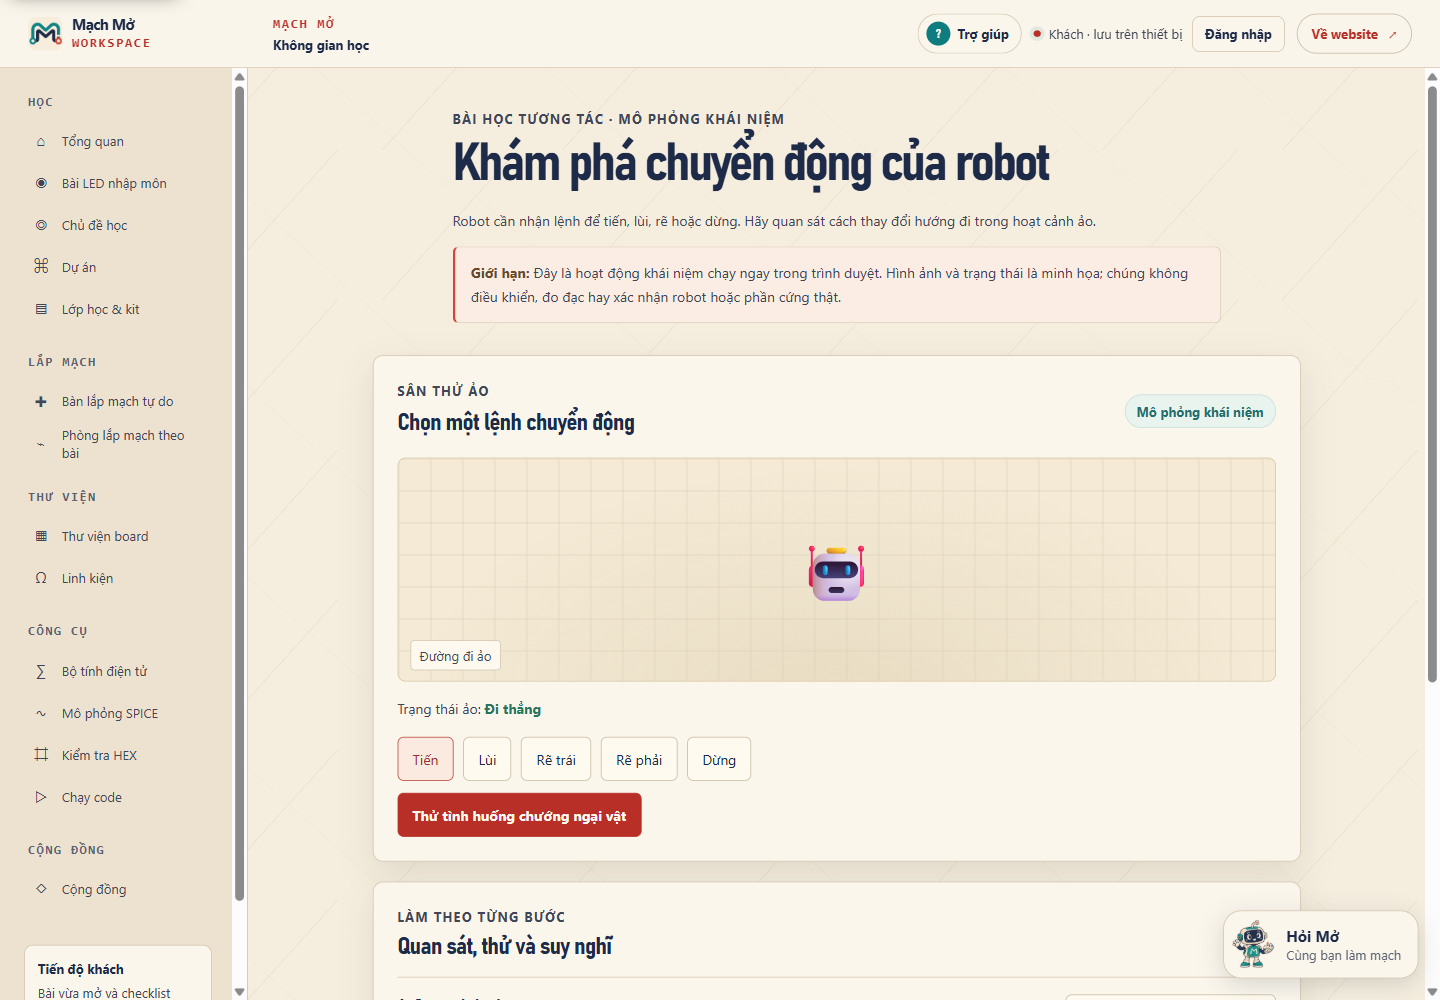 Mạch Mở
WORKSPACE
MẠCH MỞ
Không gian học
?
Trợ giúp
Khách · lưu trên thiết bị
Đăng nhập
Về website ↗
HỌC
Tổng quan
Bài LED nhập môn
Chủ đề học
Dự án
Lớp học & kit
LẮP MẠCH
Bàn lắp mạch tự do
Phòng lắp mạch theo
bài
THƯ VIỆN
Thư viện board
Linh kiện
CÔNG CỤ
Bộ tính điện tử
Mô phỏng SPICE
Kiểm tra HEX
Chạy code
CỘNG ĐỒNG
Cộng đồng
Tiến độ khách
Bài vừa mở và checklist
BÀI HỌC TƯƠNG TÁC · MÔ PHỎNG KHÁI NIỆM
Khám phá chuyển động của robot
Robot cần nhận lệnh để tiến, lùi, rẽ hoặc dừng. Hãy quan sát cách thay đổi hướng đi trong hoạt cảnh ảo.
Giới hạn: Đây là hoạt động khái niệm chạy ngay trong trình duyệt. Hình ảnh và trạng thái là minh họa; chúng không
điều khiển, đo đạc hay xác nhận robot hoặc phần cứng thật.
SÂN THỬ ẢO
Chọn một lệnh chuyển động
Mô phỏng khái niệm
Đường đi ảo
Trạng thái ảo: Đi thẳng
Tiến
Lùi
Rẽ trái
Rẽ phải
Dừng
Thử tình huống chướng ngại vật
LÀM THEO TỪNG BƯỚC
Quan sát, thử và suy nghĩ
Hỏi Mở
Cùng bạn làm mạch